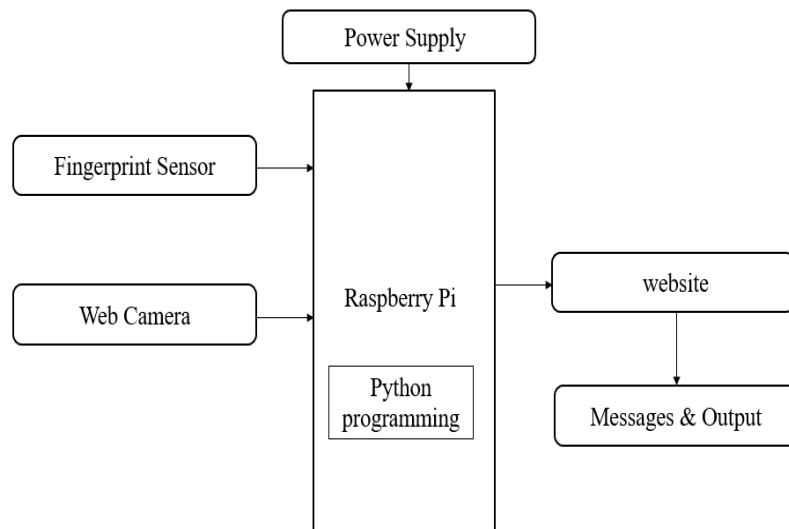 Power Supply
Fingerprint Sensor
Web Camera
Raspberry Pi
Python
programming
website
Messages & Output